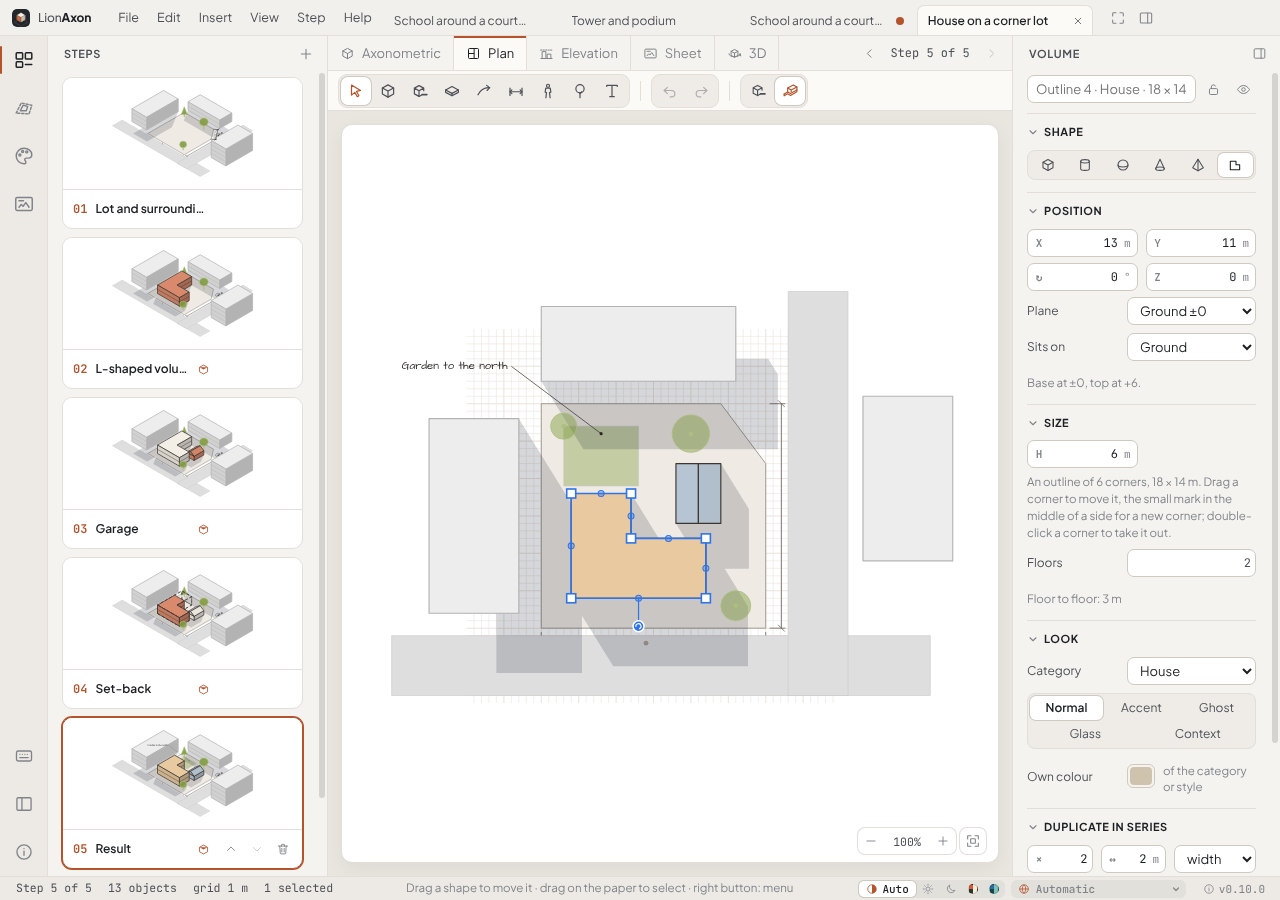 LionAxon
File
Edit
Insert
View
Step
Help
School around a court…
Tower and podium
School around a court…
House on a corner lot
STEPS
Axonometric
Plan
Elevation
Sheet
3D
Step 5 of 5
VOLUME
Outline 4 · House · 18 × 14
01 Lot and surroundi…
02 L-shaped volu…
03 Garage
04 Set-back
05 Result
Garden to the north
100%
SHAPE
POSITION
X 13 m
Y 11 m
↻ 0 °
Z 0 m
Plane
Ground ±0
Sits on
Ground
Base at ±0, top at +6.
SIZE
H 6 m
An outline of 6 corners, 18 × 14 m. Drag a
corner to move it, the small mark in the
middle of a side for a new corner; double-
click a corner to take it out.
Floors
2
Floor to floor: 3 m
LOOK
Category
House
Normal
Accent
Ghost
Glass
Context
Own colour
of the category
or style
DUPLICATE IN SERIES
× 2
↔ 2 m
width
Step 5 of 5
13 objects
grid 1 m
1 selected
Drag a shape to move it · drag on the paper to select · right button: menu
Auto
Automatic
v0.10.0